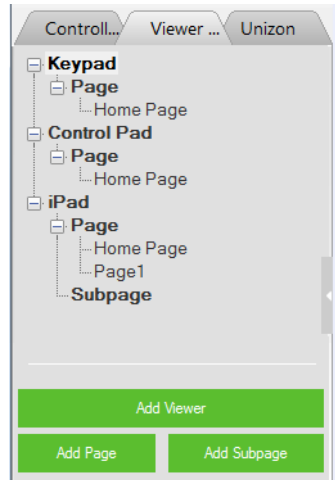 Controll... Viewer ... Unizon
Keypad
Page
Home Page
Control Pad
Page
Home Page
iPad
Page
Home Page
Page1
Subpage
Add Viewer
Add Page Add Subpage